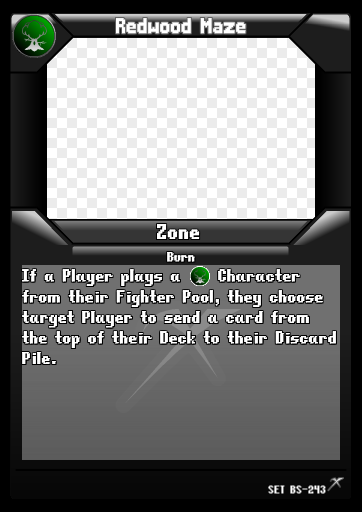 Redwood Maze
Zone
Burn
If a Player plays a Character
from their Fighter Pool, they choose
target Player to send a card from
the top of their Deck to their Discard
Pile.
SET BS-243